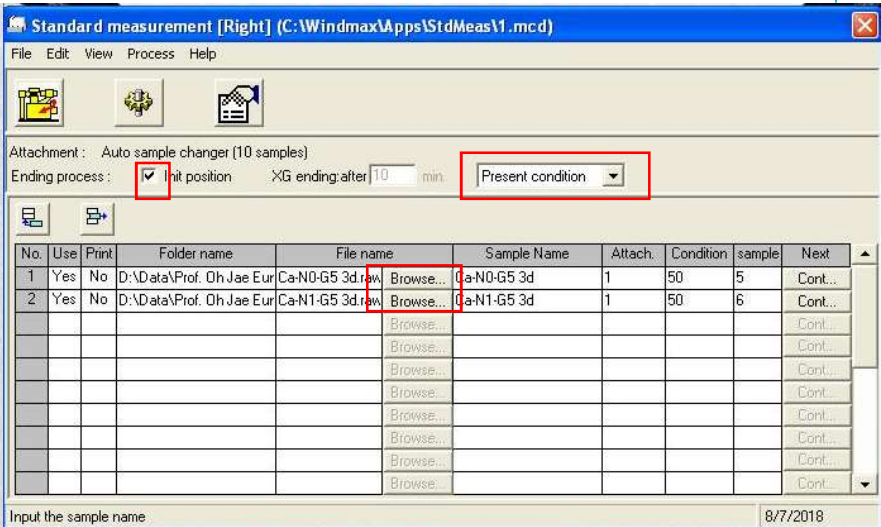 Standard measurement [Right] (C:\Windmax\Apps\StdMeas\1.mcd)
File Edit View Process Help
Attachment : Auto sample changer (10 samples)
Ending process : Init position XG ending:after 10 min. Present condition
No. Use Print Folder name File name Sample Name Attach. Condition sample Next
1 Yes No D:\Data\Prof. Oh Jae Eur Ca-N0-G5 3d.raw Browse... Ca-N0-G5 3d 1 50 5 Cont...
2 Yes No D:\Data\Prof. Oh Jae Eur Ca-N1-G5 3d.raw Browse... Ca-N1-G5 3d 1 50 6 Cont...
Browse... Cont...
Browse... Cont...
Browse... Cont...
Browse... Cont...
Browse... Cont...
Browse... Cont...
Browse... Cont...
Browse... Cont...
Input the sample name 8/7/2018